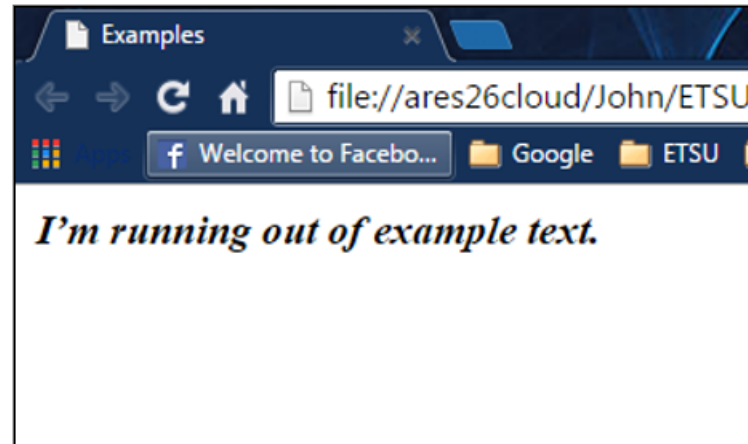 Examples
file://ares26cloud/John/ETSU
Apps Welcome to Facebo... Google ETSU
I’m running out of example text.